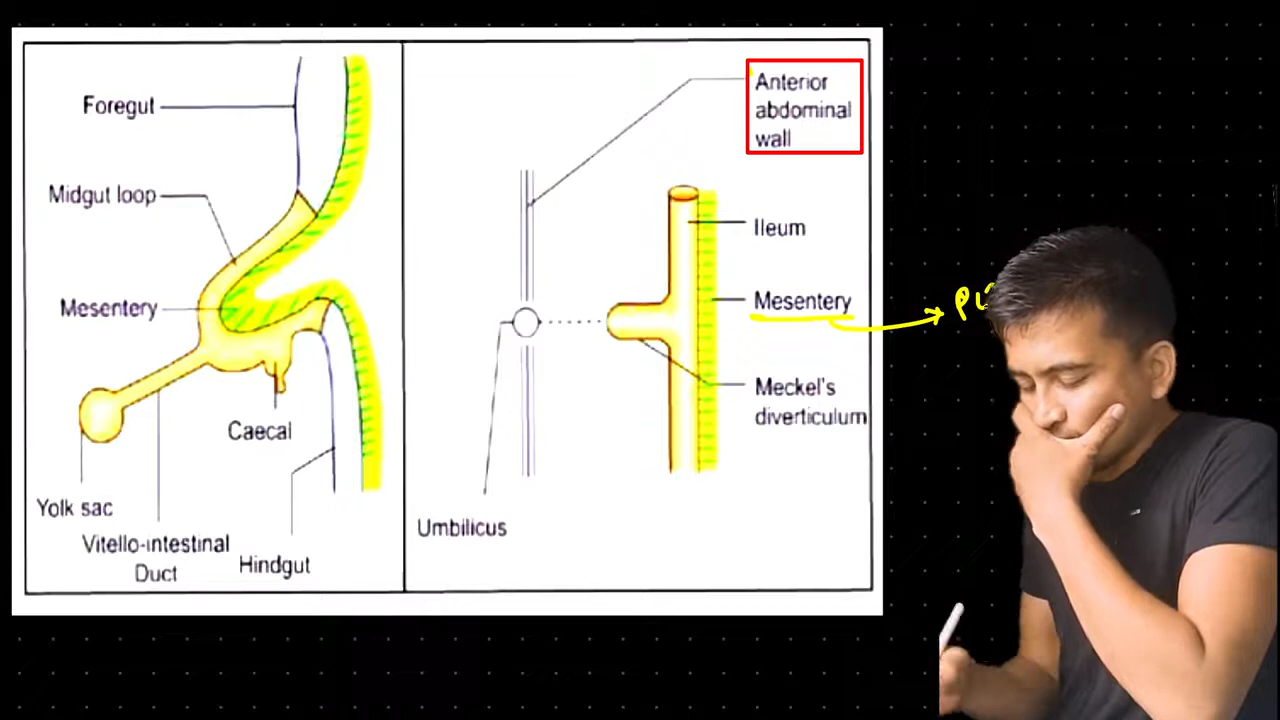 Foregut
Midgut loop
Mesentery
Caecal
Yolk sac
Vitello-intestinal
Duct
Hindgut
Anterior
abdominal
wall
Ileum
Mesentery
Meckel's
diverticulum
Umbilicus